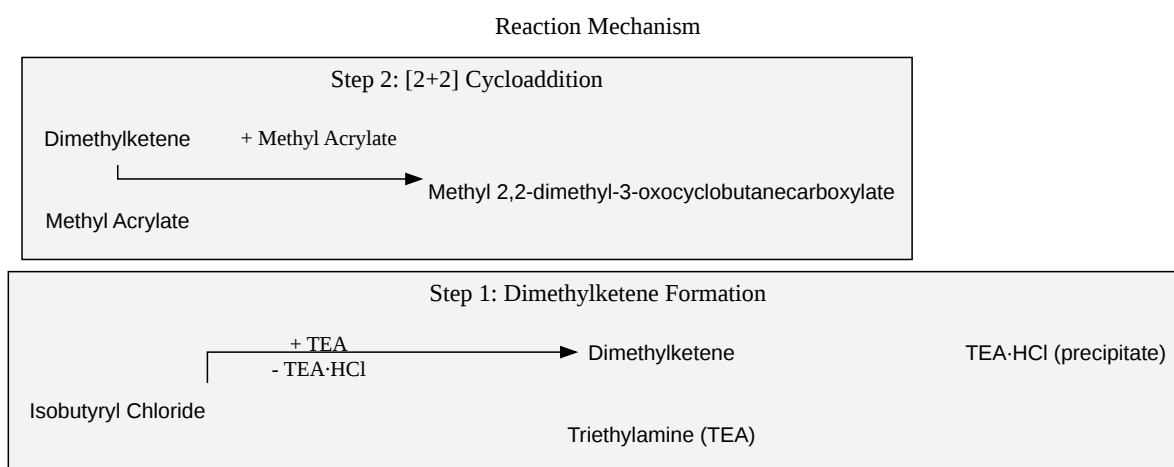 Reaction Mechanism
Step 2: [2+2] Cycloaddition
Dimethylketene
+ Methyl Acrylate
Methyl 2,2-dimethyl-3-oxocyclobutanecarboxylate
Methyl Acrylate
Step 1: Dimethylketene Formation
+ TEA
- TEA·HCl
Dimethylketene
TEA·HCl (precipitate)
Isobutyryl Chloride
Triethylamine (TEA)